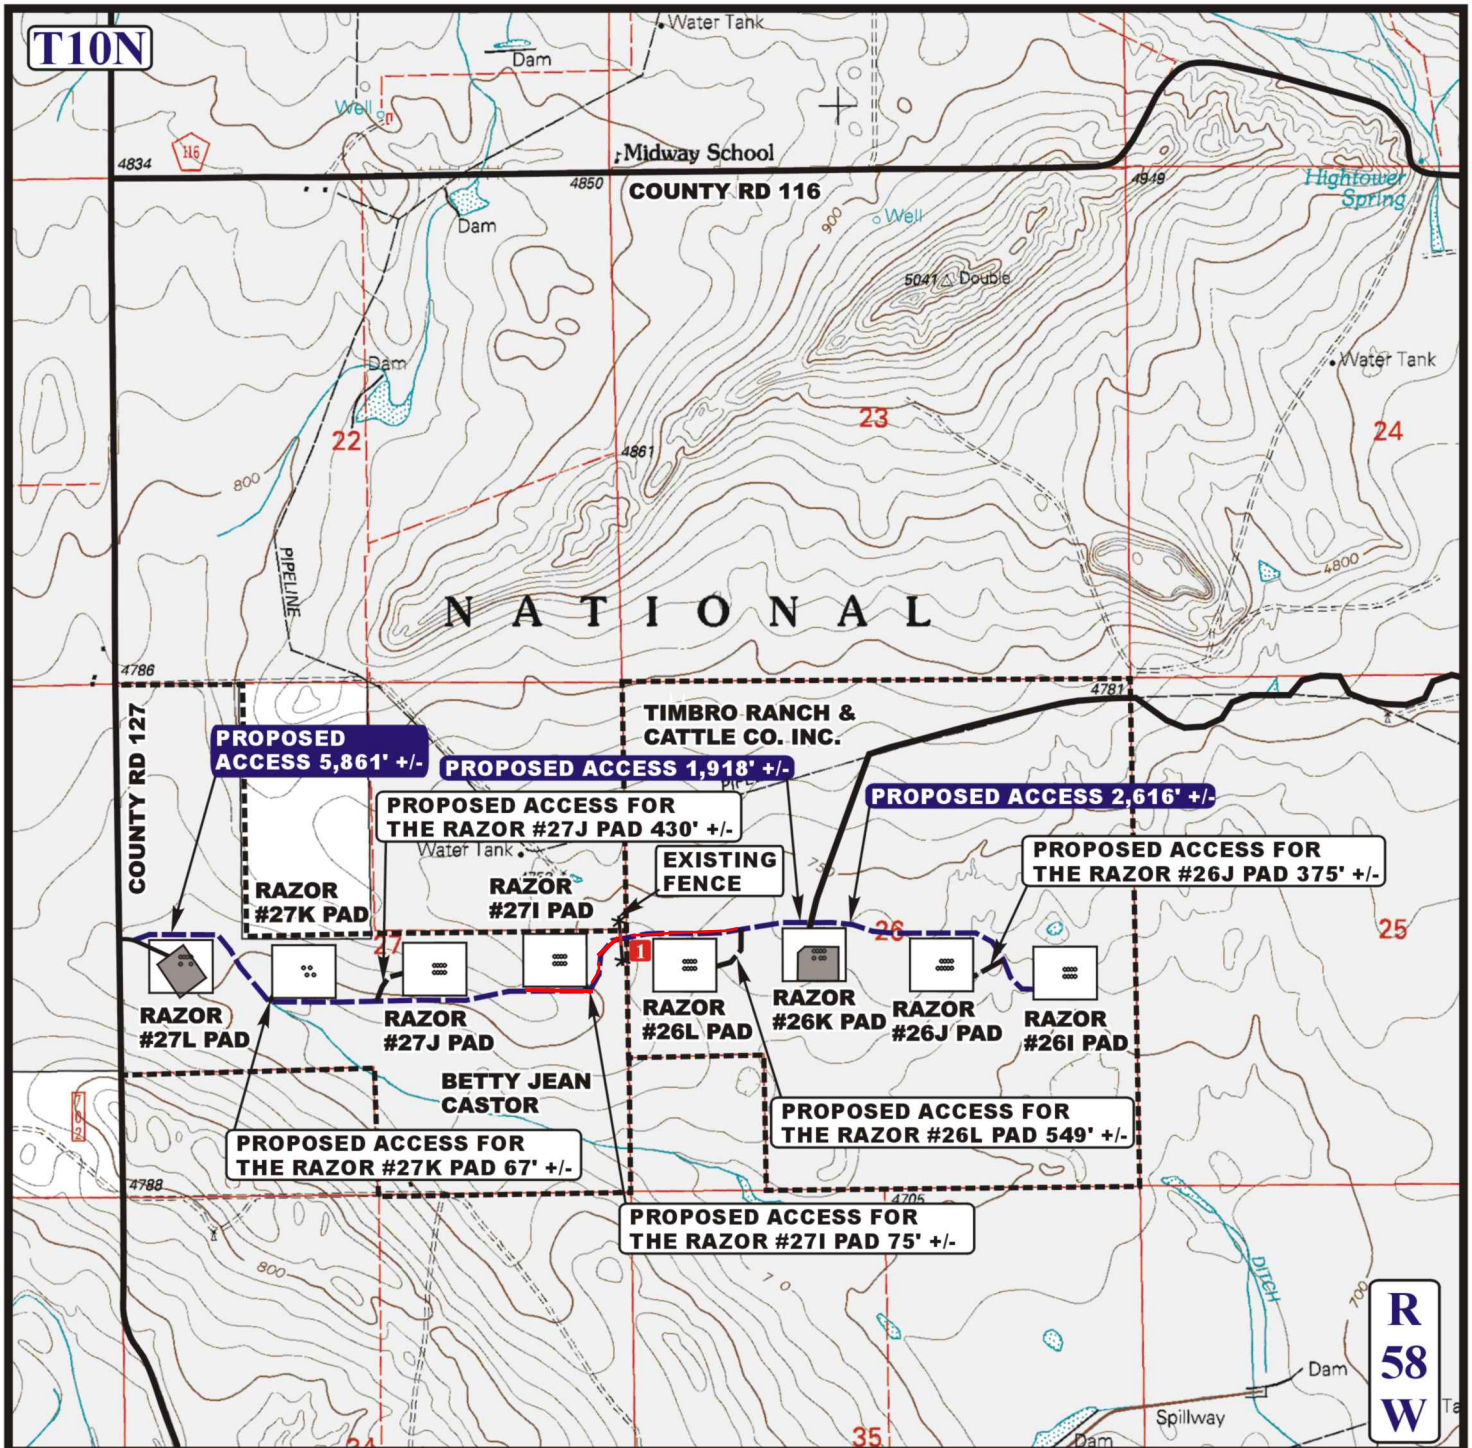 T10N
Water Tank
Dam
Well
116
4834
Midway School
4850
COUNTY RD 116
4949
Hightower
Spring
Dam
900
Well
5041
Double
Dam
Water Tank
22
23
24
4861
800
PIPELINE
4800
NATIONAL
4786
4781
COUNTY RD 127
TIMBRO RANCH &
CATTLE CO. INC.
PROPOSED
ACCESS 5,861' +/-
PROPOSED ACCESS 1,918' +/-
PROPOSED ACCESS 2,616' +/-
PROPOSED ACCESS FOR
THE RAZOR #27J PAD 430' +/-
Water Tank
EXISTING
FENCE
PROPOSED ACCESS FOR
THE RAZOR #26J PAD 375' +/-
RAZOR
#27K PAD
RAZOR
#27I PAD
27
26
25
1
RAZOR
#27L PAD
RAZOR
#27J PAD
RAZOR
#26L PAD
RAZOR
#26K PAD
RAZOR
#26J PAD
RAZOR
#26I PAD
BETTY JEAN
CASTOR
702
PROPOSED ACCESS FOR
THE RAZOR #26L PAD 549' +/-
PROPOSED ACCESS FOR
THE RAZOR #27K PAD 67' +/-
4788
4705
PROPOSED ACCESS FOR
THE RAZOR #27I PAD 75' +/-
800
DITCH
700
R
58
W
Dam
Spillway
Dam
34
35